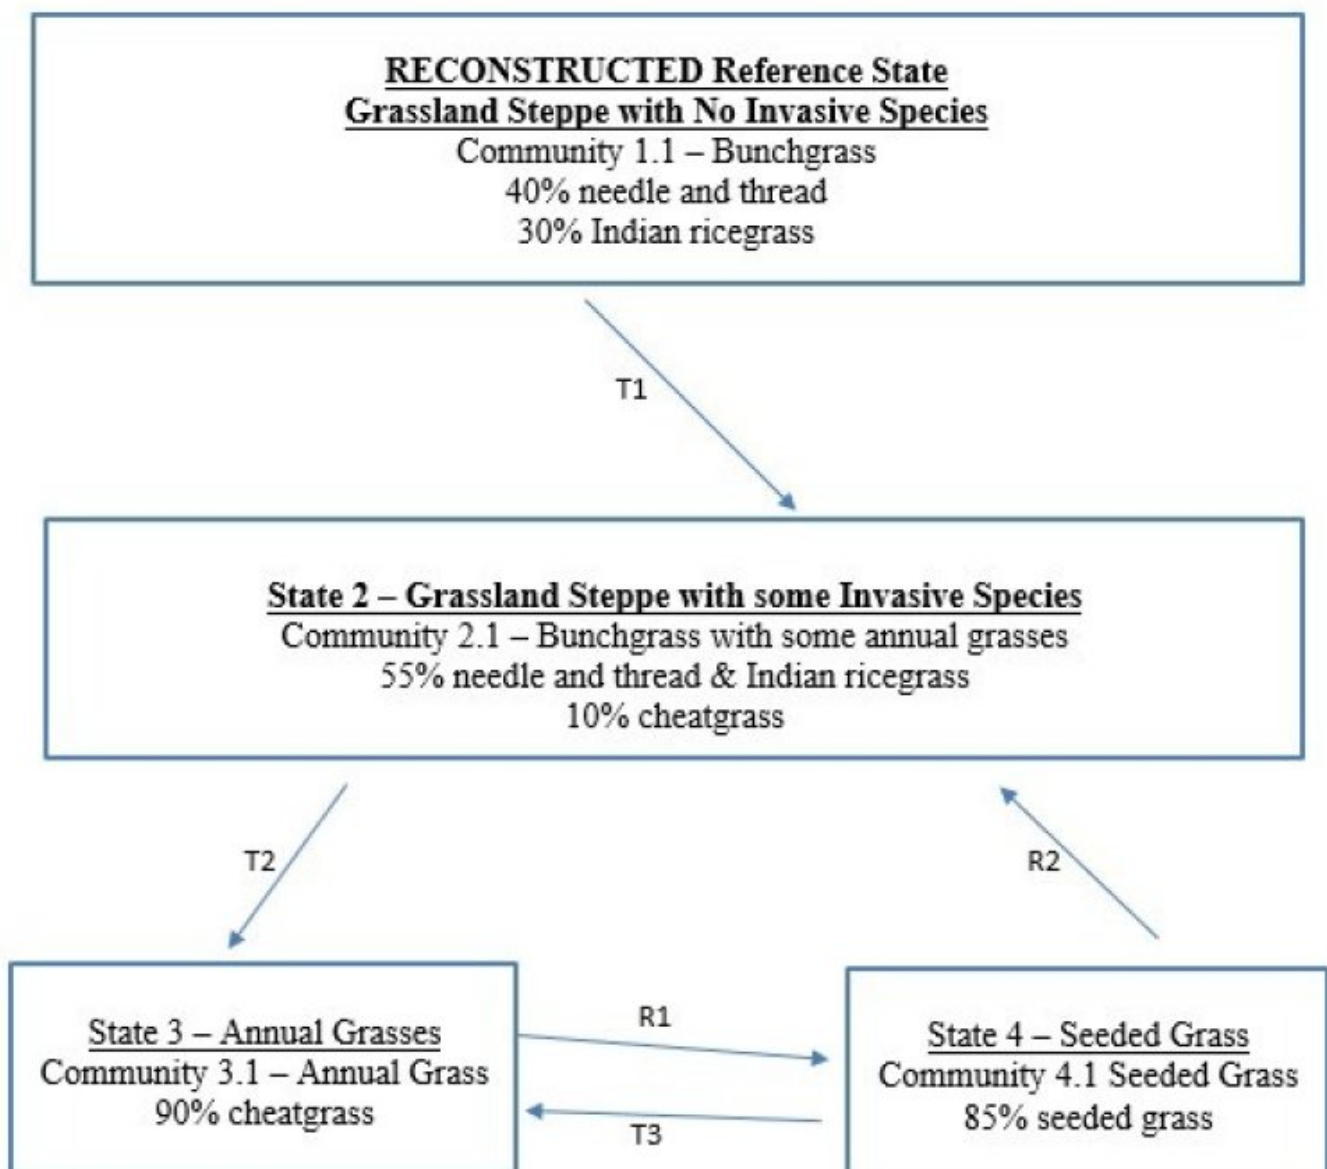 RECONSTRUCTED Reference State
Grassland Steppe with No Invasive Species
Community 1.1 – Bunchgrass
40% needle and thread
30% Indian ricegrass
T1
State 2 – Grassland Steppe with some Invasive Species
Community 2.1 – Bunchgrass with some annual grasses
55% needle and thread & Indian ricegrass
10% cheatgrass
T2
R2
State 3 – Annual Grasses
Community 3.1 – Annual Grass
90% cheatgrass
R1
T3
State 4 – Seeded Grass
Community 4.1 Seeded Grass
85% seeded grass